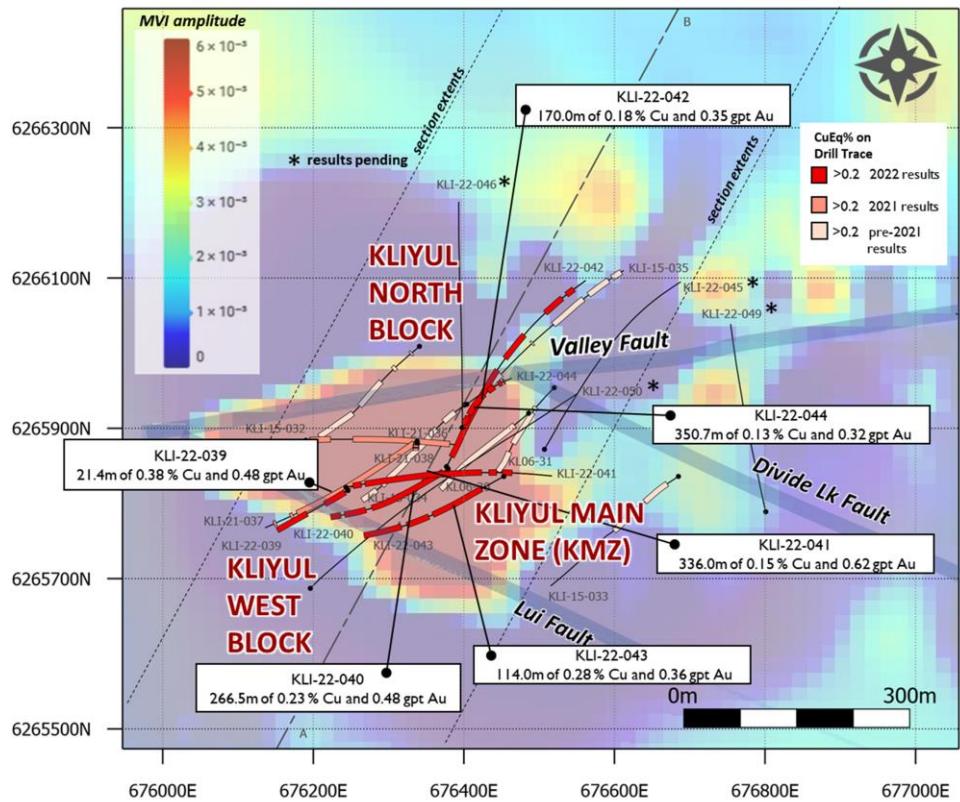 MVI amplitude
6 × 10⁻³
5 × 10⁻³
4 × 10⁻³
3 × 10⁻³
2 × 10⁻³
1 × 10⁻³
0
B
section extents
section extents
KLI-22-042
170.0m of 0.18 % Cu and 0.35 gpt Au
* results pending
CuEq% on
Drill Trace
>0.2 2022 results
>0.2 2021 results
>0.2 pre-2021
results
KLI-22-046 *
KLIYUL
NORTH
BLOCK
KLI-22-042
KLI-15-035
KLI-22-045 *
KLI-22-049 *
Valley Fault
KLI-22-044
KLI-22-050 *
KLI-22-044
350.7m of 0.13 % Cu and 0.32 gpt Au
KLI-15-032
KLI-21-036
KLI-21-038
KL06-31
KLI-22-041
KLI-22-039
21.4m of 0.38 % Cu and 0.48 gpt Au
Divide Lk Fault
KLI-21-037
KLI-22-039
KLI-22-040
KLI-22-043
KLIYUL MAIN
ZONE (KMZ)
KLI-22-041
336.0m of 0.15 % Cu and 0.62 gpt Au
KLIYUL
WEST
BLOCK
KLI-15-033
Lui Fault
KLI-22-043
114.0m of 0.28 % Cu and 0.36 gpt Au
KLI-22-040
266.5m of 0.23 % Cu and 0.48 gpt Au
0m
300m
A
6266300N
6266100N
6265900N
6265700N
6265500N
676000E
676200E
676400E
676600E
676800E
677000E